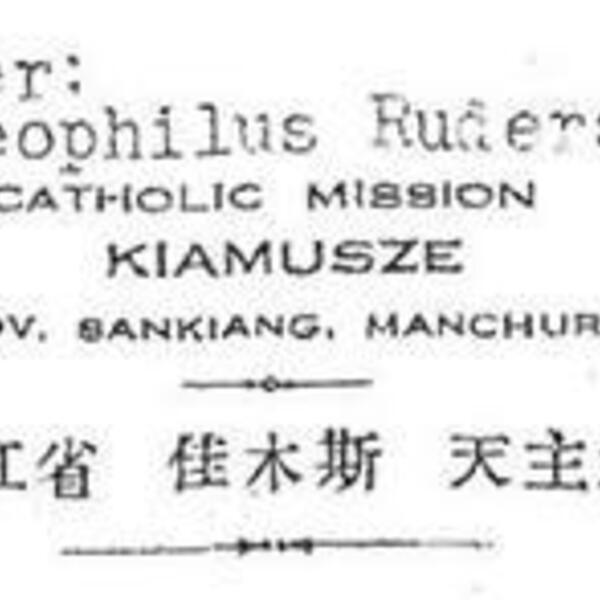 er:
eophilus Ruders
CATHOLIC MISSION
KIAMUSZE
OV. SANKIANG, MANCHUR
江省 佳木斯 天主